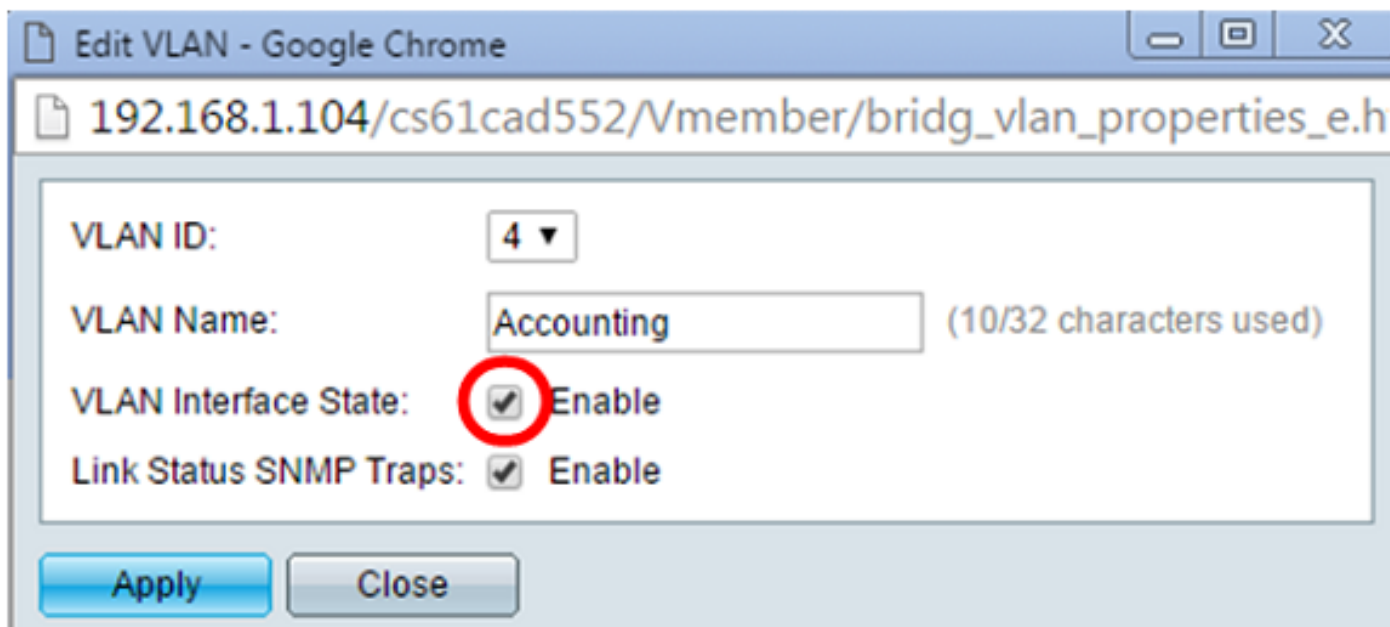 Edit VLAN - Google Chrome
192.168.1.104/cs61cad552/Vmember/bridg_vlan_properties_e.h
VLAN ID: 4
VLAN Name: Accounting (10/32 characters used)
VLAN Interface State: Enable
Link Status SNMP Traps: Enable
Apply Close